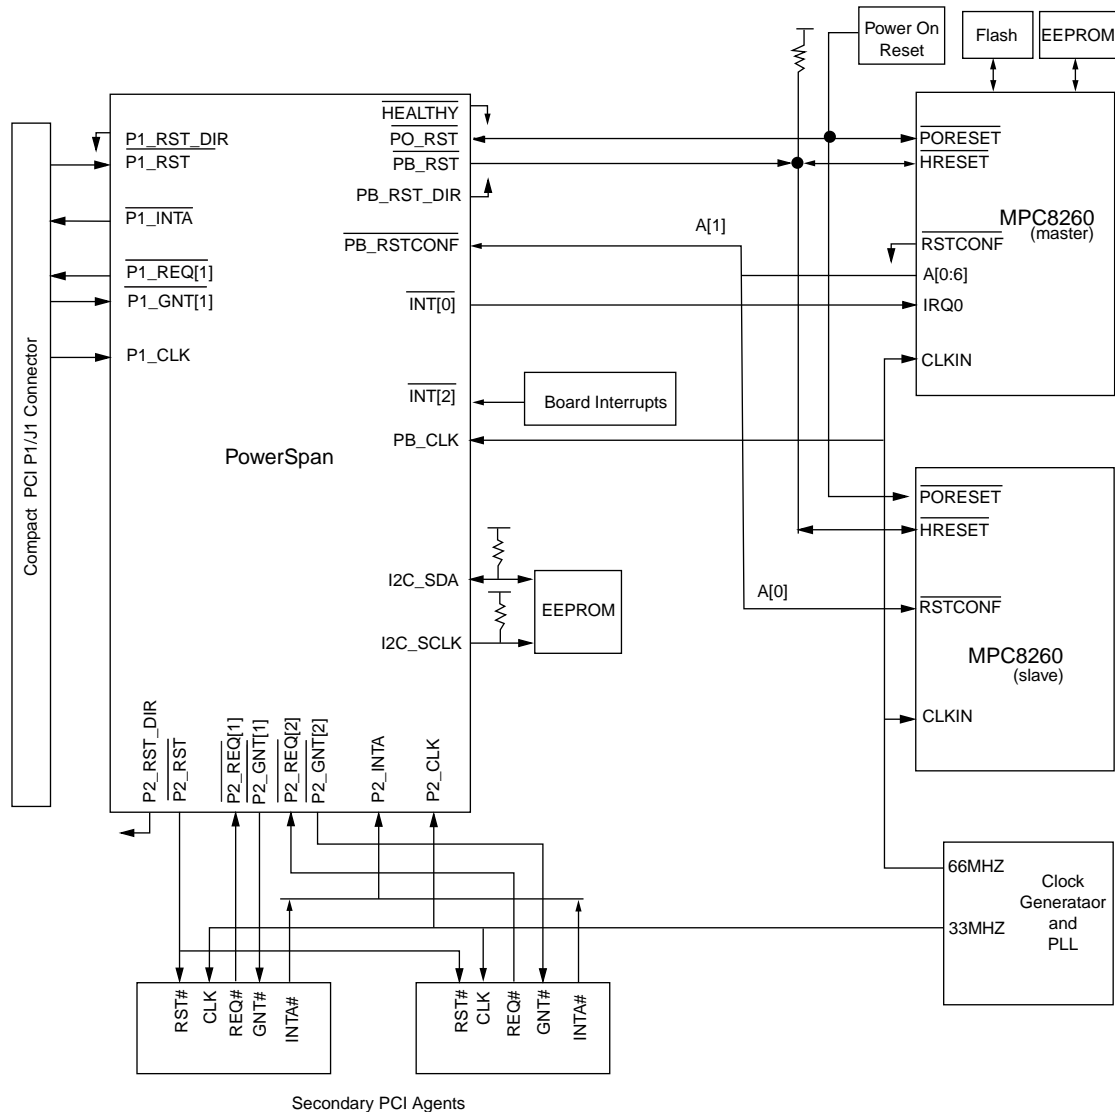 Power On
Reset
Flash
EEPROM
HEALTHY
P1_RST_DIR
PO_RST
PORESET
P1_RST
PB_RST
HRESET
PB_RST_DIR
P1_INTA
A[1]
MPC8260
(master)
PB_RSTCONF
RSTCONF
P1_REQ[1]
A[0:6]
P1_GNT[1]
INT[0]
IRQ0
P1_CLK
CLKIN
INT[2]
Board Interrupts
PB_CLK
PowerSpan
Compact PCI P1/J1 Connector
PORESET
HRESET
I2C_SDA
EEPROM
A[0]
RSTCONF
I2C_SCLK
MPC8260
(slave)
CLKIN
P2_RST_DIR
P2_RST
P2_REQ[1]
P2_GNT[1]
P2_REQ[2]
P2_GNT[2]
P2_INTA
P2_CLK
66MHZ
Clock
Generataor
and
PLL
33MHZ
RST#
CLK
REQ#
GNT#
INTA#
RST#
CLK
REQ#
GNT#
INTA#
Secondary PCI Agents